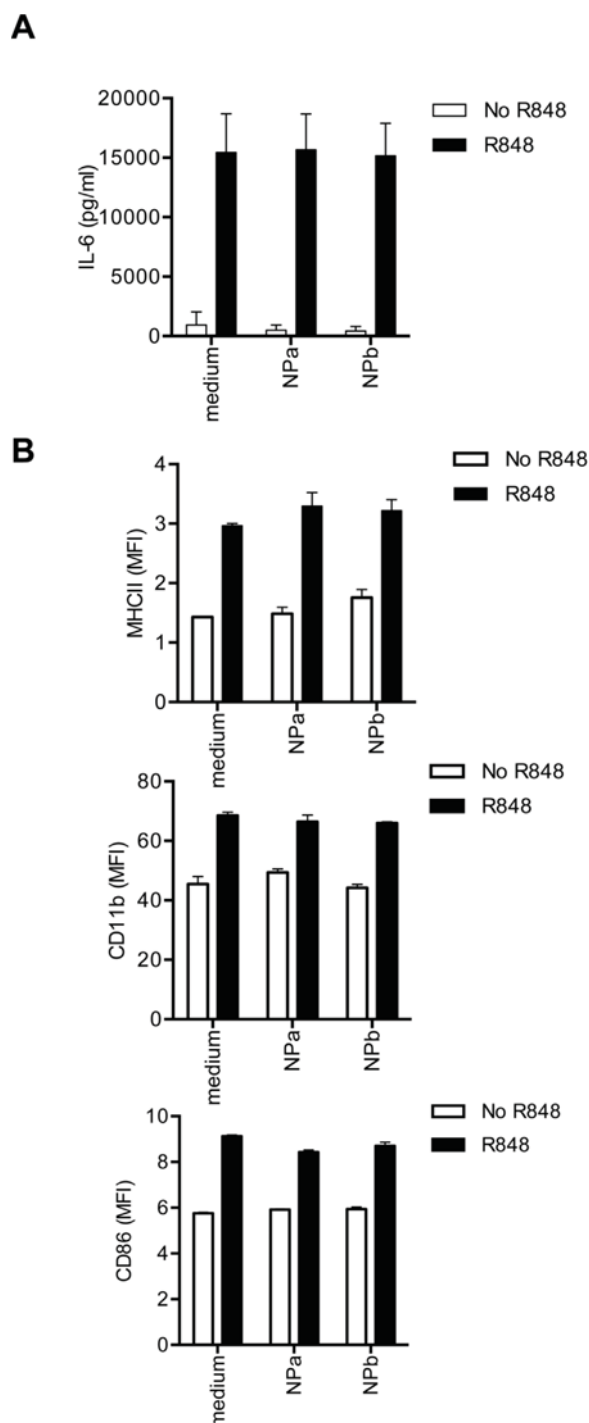 A
20000
15000
10000
5000
0
IL-6 (pg/ml)
No R848
R848
medium
NPa
NPb
B
4
3
2
1
0
MHCII (MFI)
No R848
R848
medium
NPa
NPb
80
60
40
20
0
CD11b (MFI)
No R848
R848
medium
NPa
NPb
10
8
6
4
2
0
CD86 (MFI)
No R848
R848
medium
NPa
NPb